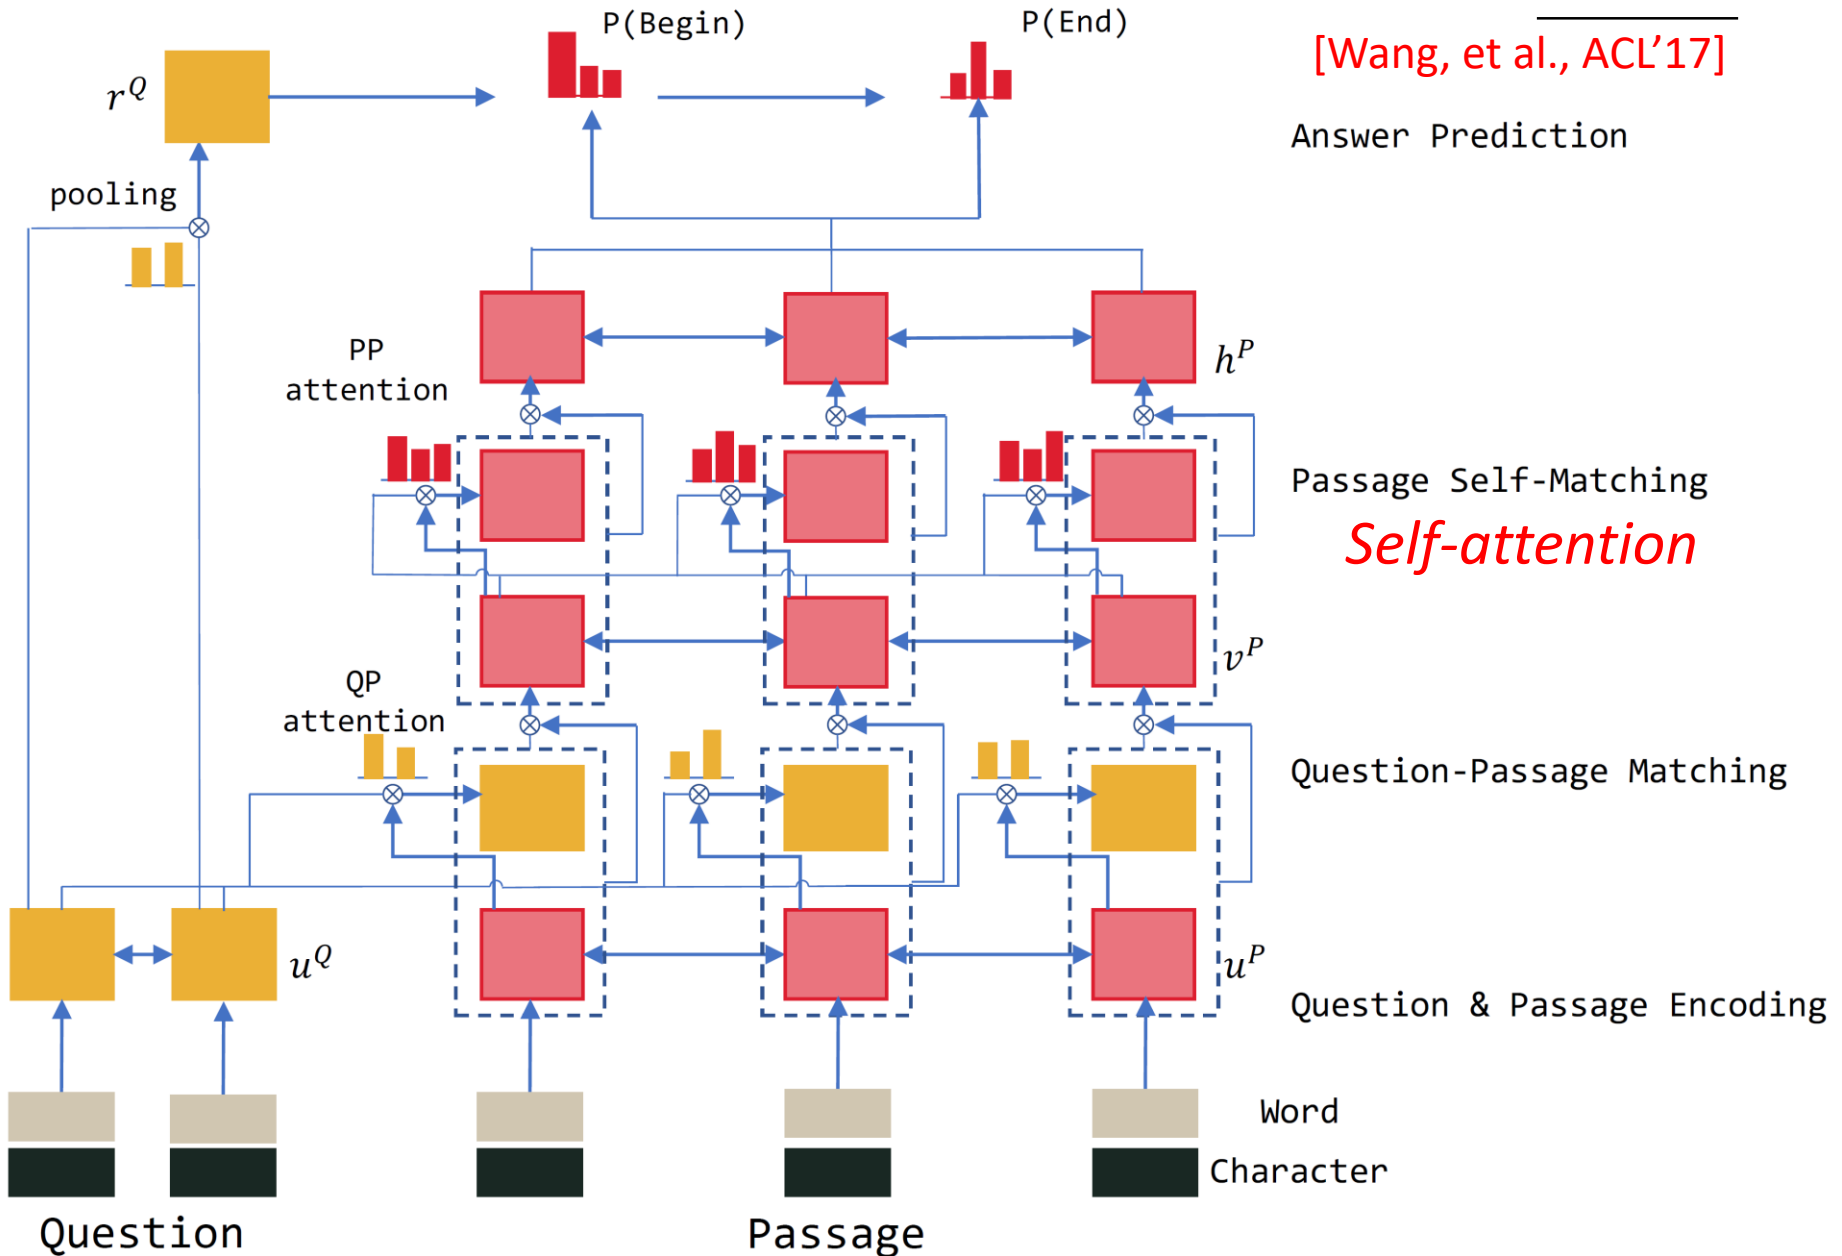 P(Begin)
P(End)
[Wang, et al., ACL’17]
r^Q
Answer Prediction
pooling
PP
attention
h^P
Passage Self-Matching
Self-attention
QP
attention
v^P
Question-Passage Matching
u^Q
u^P
Question & Passage Encoding
Word
Character
Question
Passage